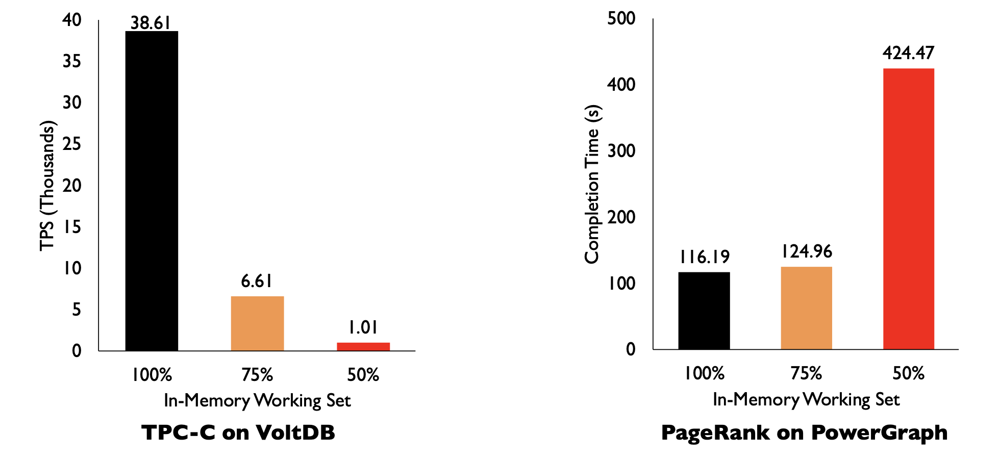 40
35
30
25
20
15
10
5
0
TPS (Thousands)
38.61
6.61
1.01
100% 75% 50%
In-Memory Working Set
TPC-C on VoltDB
500
400
300
200
100
0
Completion Time (s)
116.19
124.96
424.47
100% 75% 50%
In-Memory Working Set
PageRank on PowerGraph